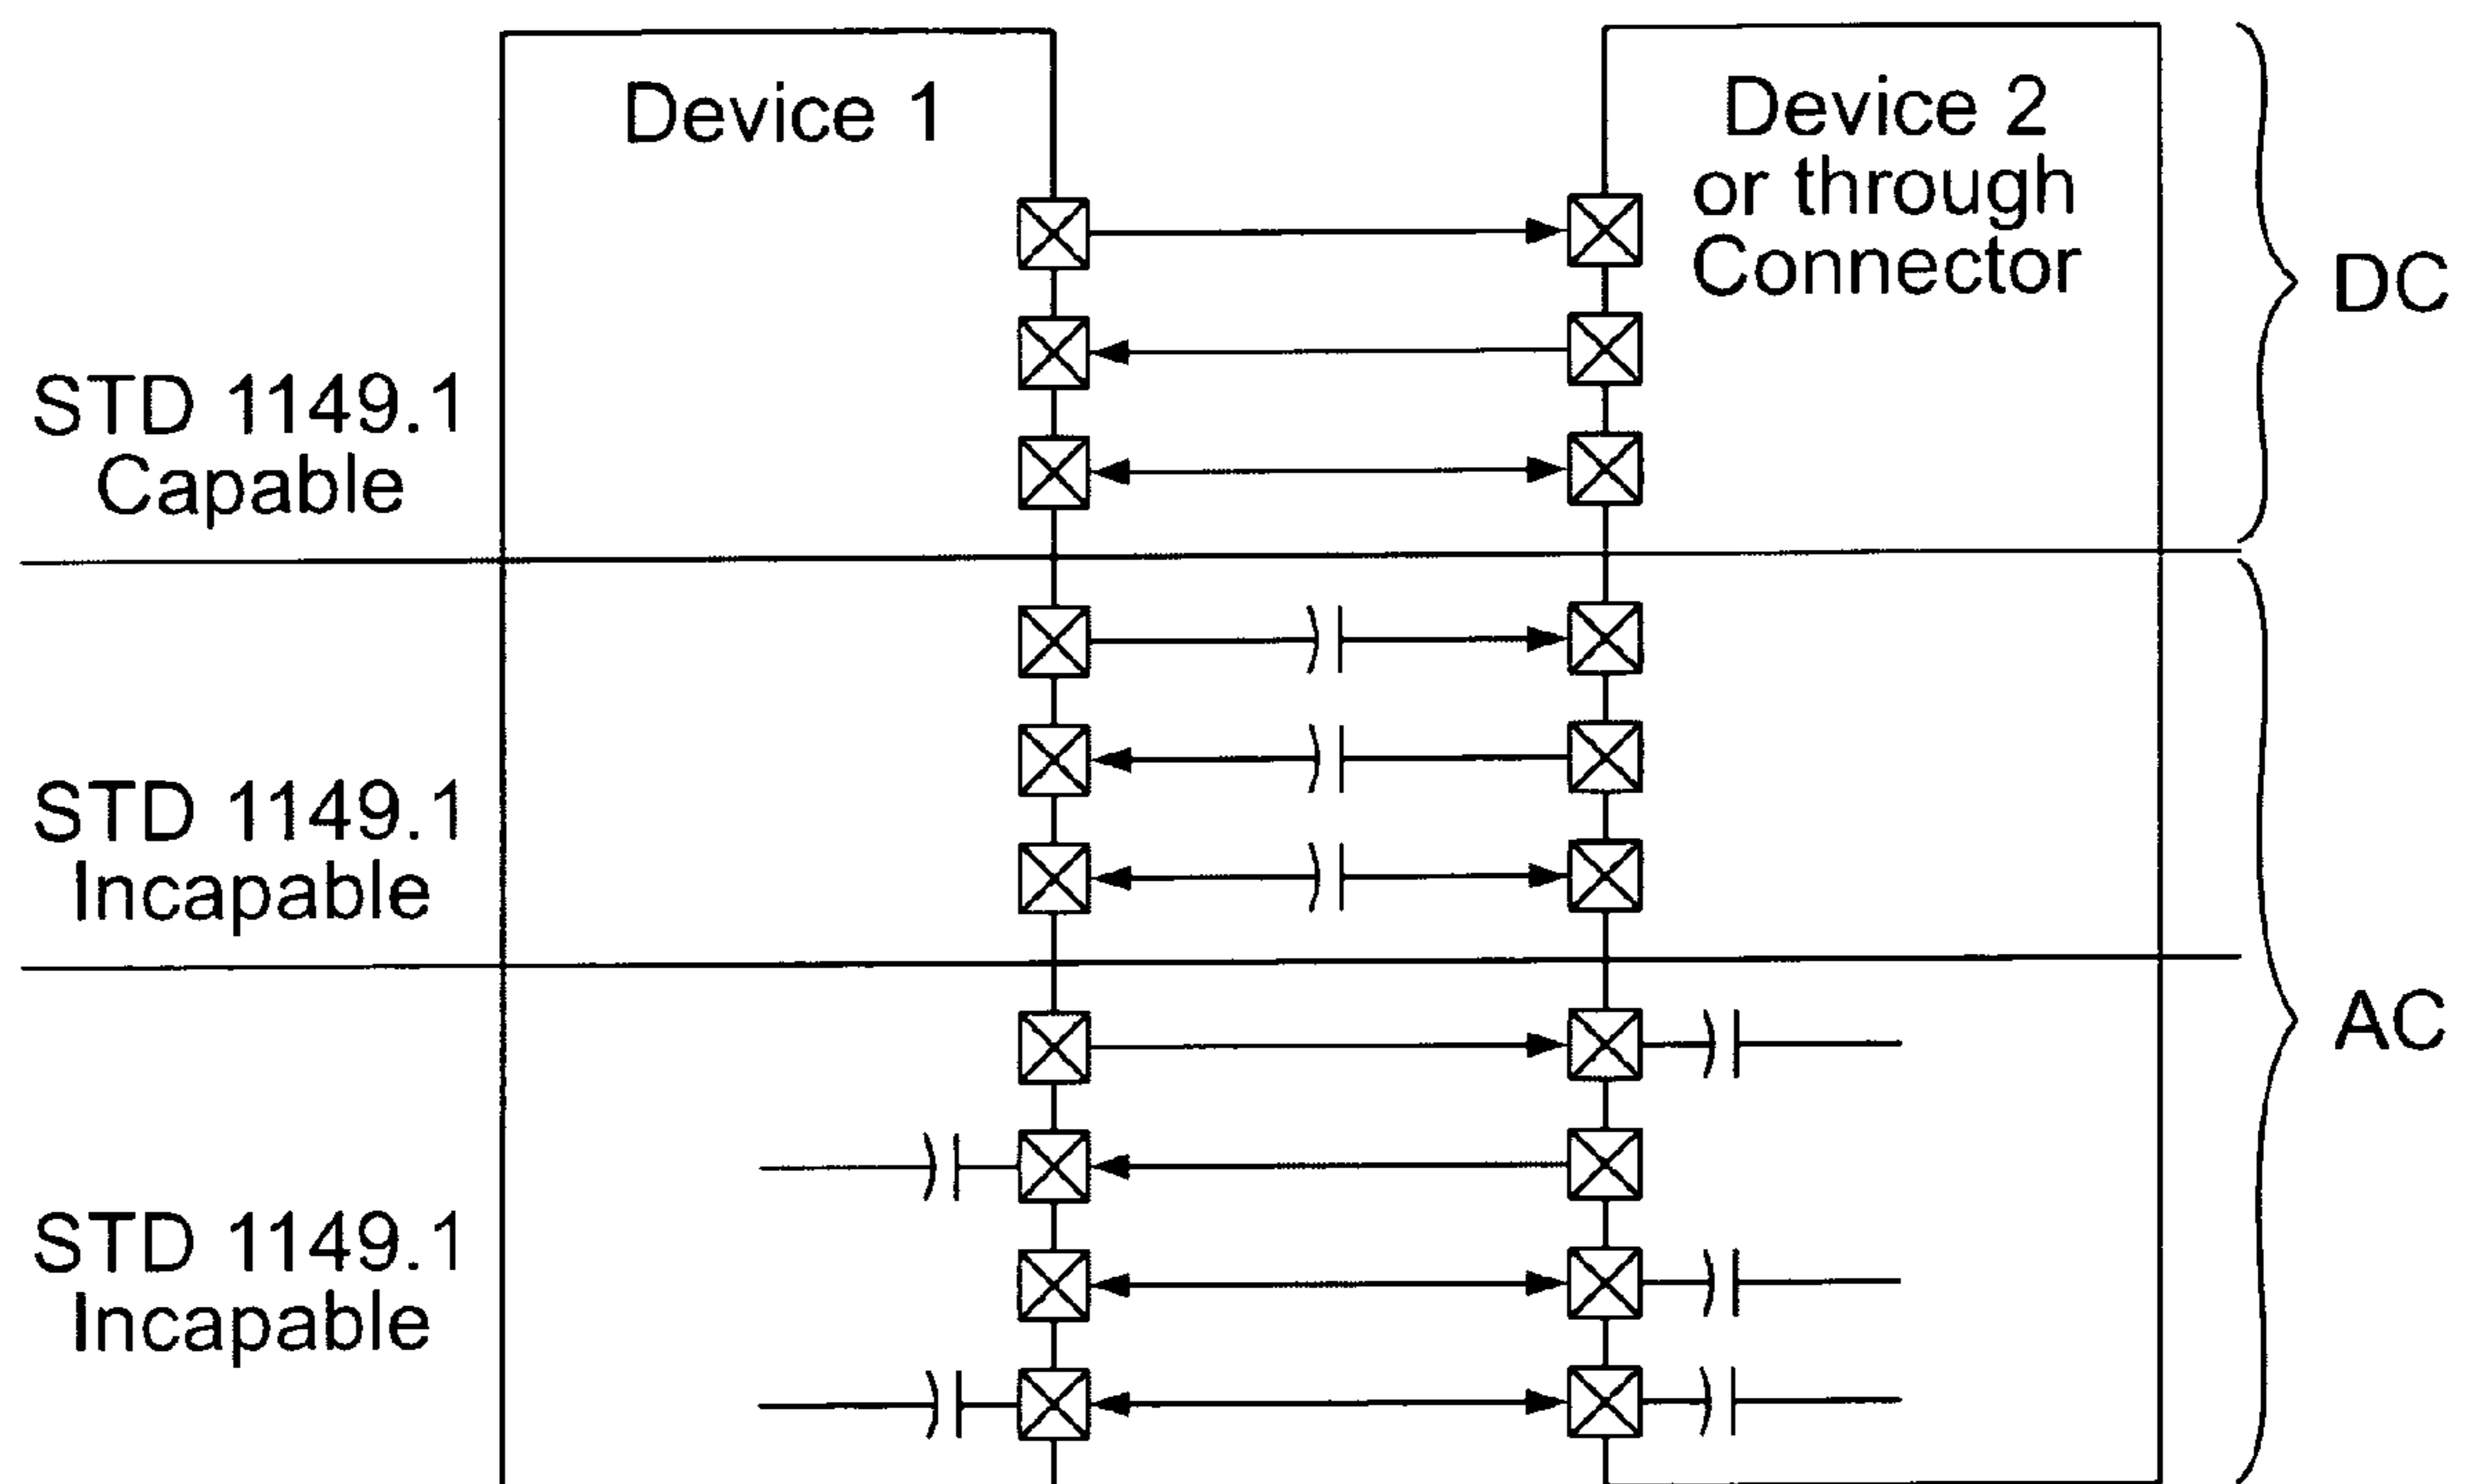 Device 1
Device 2
or through
Connector
DC
STD 1149.1
Capable
STD 1149.1
Incapable
AC
STD 1149.1
Incapable